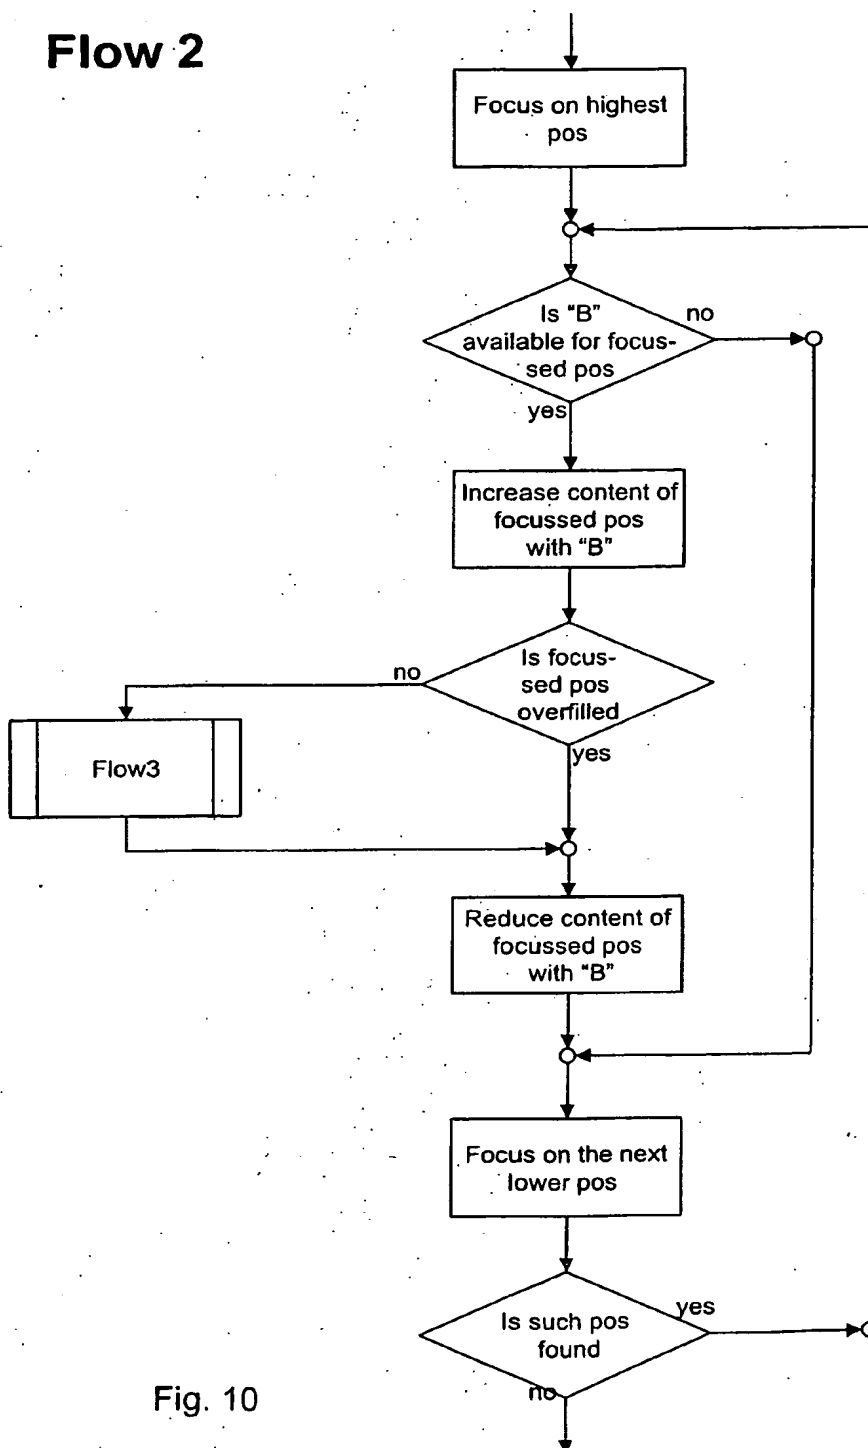 Flow 2
Focus on highest
pos
Is "B"
available for focus-
sed pos
no
yes
Increase content of
focussed pos
with "B"
Is focus-
sed pos
overfilled
no
yes
Flow3
Reduce content of
focussed pos
with "B"
Focus on the next
lower pos
Is such pos
found
yes
no
Fig. 10